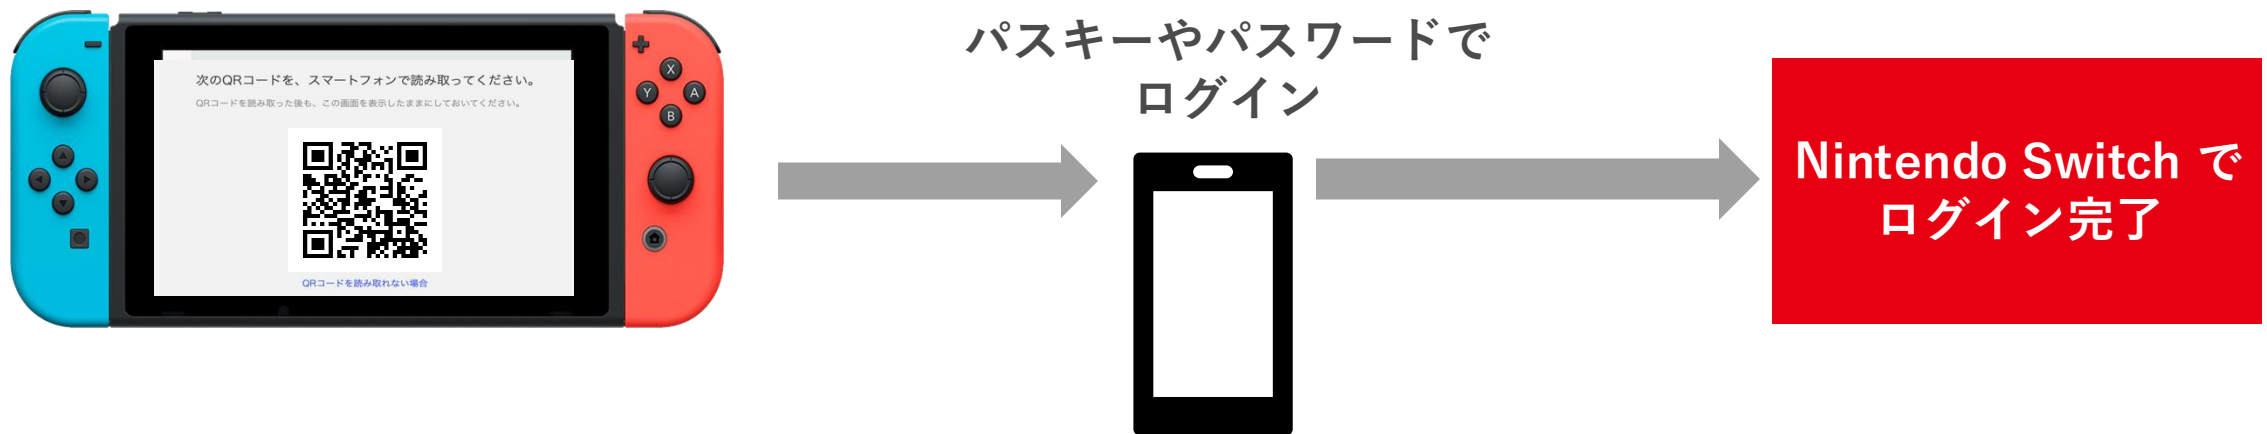 次のQRコードを、スマートフォンで読み取ってください。
QRコードを読み取った後も、この画面を表示したままにしておいてください。
QRコードを読み取れない場合
X
Y
A
B
パスキーやパスワードで
ログイン
Nintendo Switch で
ログイン完了